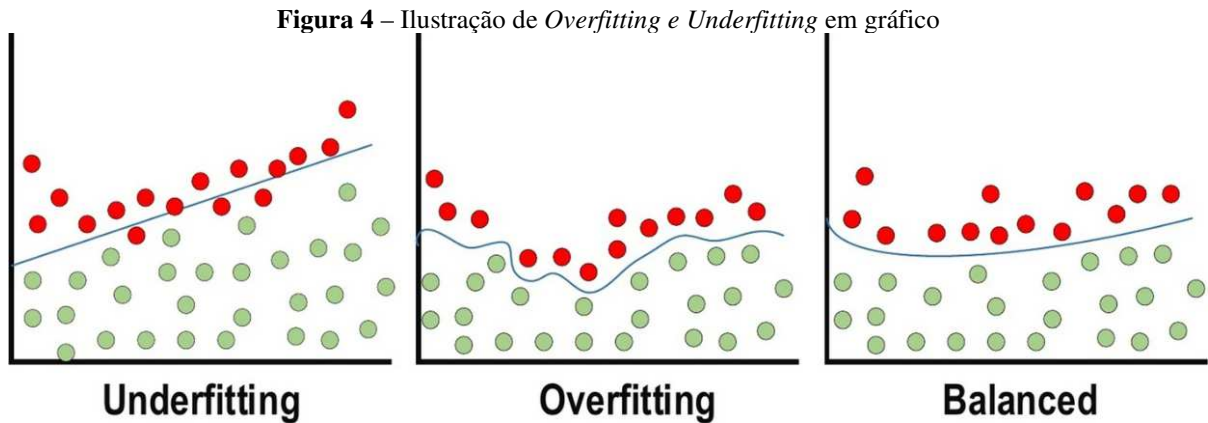 Figura 4 – Ilustração de Overfitting e Underfitting em gráfico
Underfitting
Overfitting
Balanced